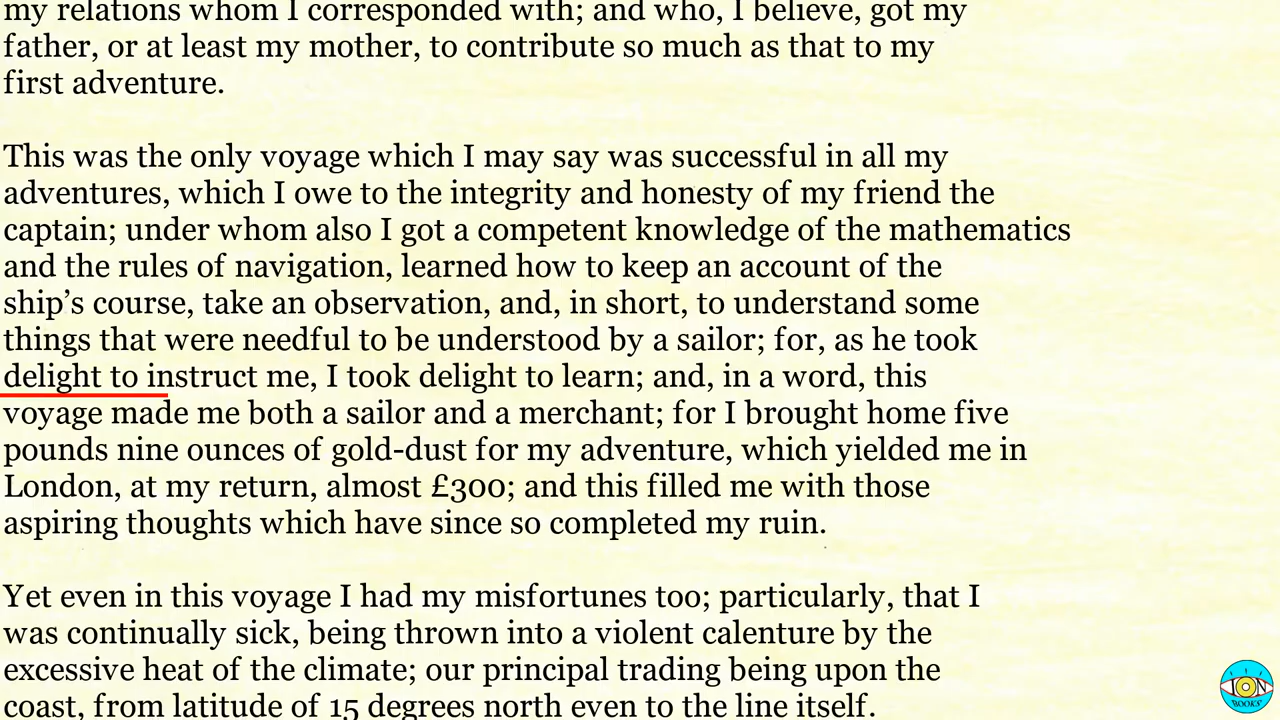 my relations whom I corresponded with; and who, I believe, got my
father, or at least my mother, to contribute so much as that to my
first adventure.
This was the only voyage which I may say was successful in all my
adventures, which I owe to the integrity and honesty of my friend the
captain; under whom also I got a competent knowledge of the mathematics
and the rules of navigation, learned how to keep an account of the
ship’s course, take an observation, and, in short, to understand some
things that were needful to be understood by a sailor; for, as he took
delight to instruct me, I took delight to learn; and, in a word, this
voyage made me both a sailor and a merchant; for I brought home five
pounds nine ounces of gold-dust for my adventure, which yielded me in
London, at my return, almost £300; and this filled me with those
aspiring thoughts which have since so completed my ruin.
Yet even in this voyage I had my misfortunes too; particularly, that I
was continually sick, being thrown into a violent calenture by the
excessive heat of the climate; our principal trading being upon the
coast, from latitude of 15 degrees north even to the line itself.
ION
BOOKS